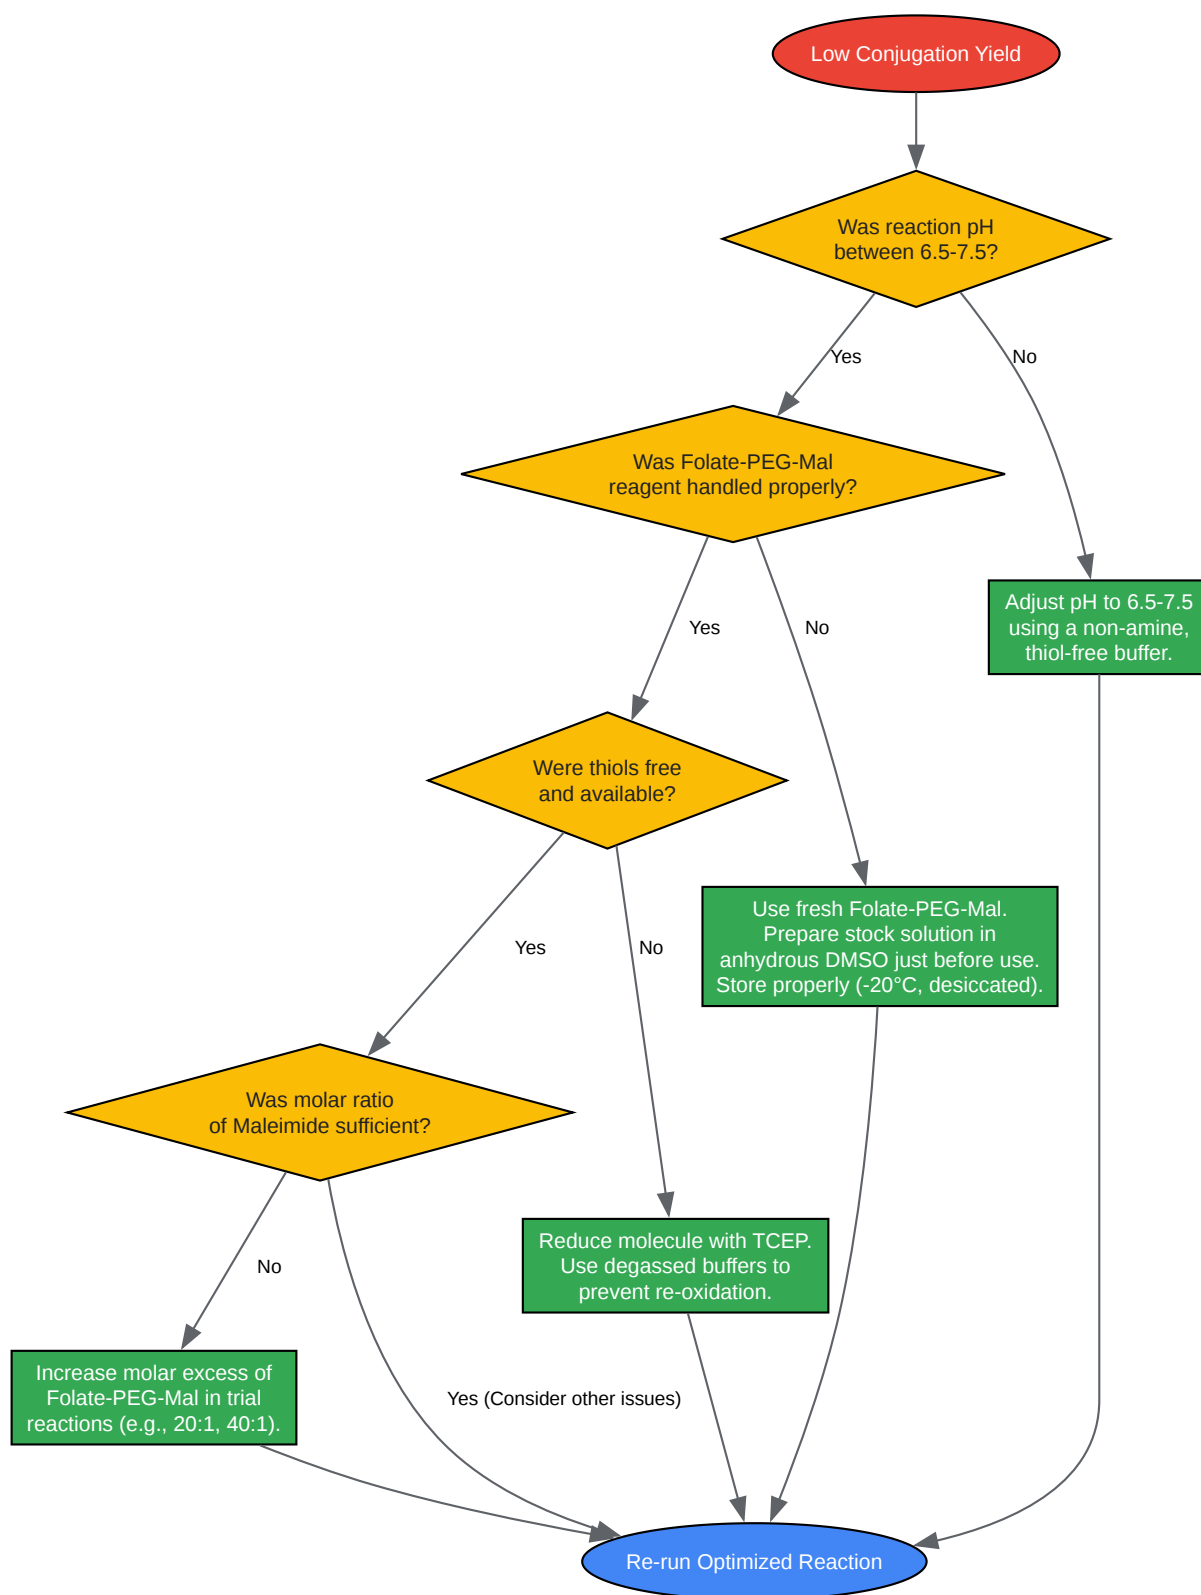 Low Conjugation Yield
Was reaction pH
between 6.5-7.5?
Yes
No
Was Folate-PEG-Mal
reagent handled properly?
Adjust pH to 6.5-7.5
using a non-amine,
thiol-free buffer.
Yes
No
Were thiols free
and available?
Use fresh Folate-PEG-Mal.
Prepare stock solution in
anhydrous DMSO just before use.
Store properly (-20°C, desiccated).
Yes
No
Was molar ratio
of Maleimide sufficient?
Reduce molecule with TCEP.
Use degassed buffers to
prevent re-oxidation.
No
Increase molar excess of
Folate-PEG-Mal in trial
reactions (e.g., 20:1, 40:1).
Yes (Consider other issues)
Re-run Optimized Reaction